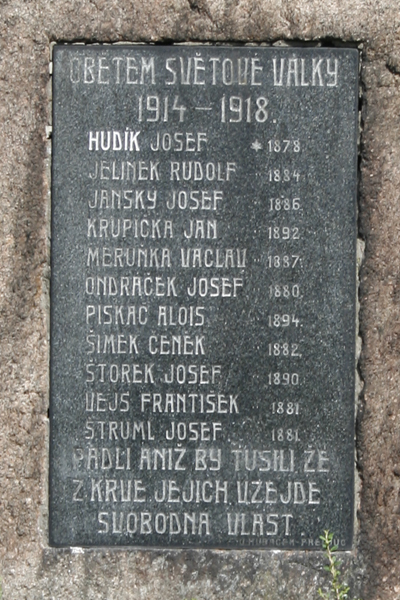 OBĚTEM SVĚTOVÉ VÁLKY
1914 – 1918.
HUDÍK JOSEF * 1878.
JELÍNEK RUDOLF 1884.
JANSKÝ JOSEF 1886.
KRUPIČKA JAN 1892.
MERUŇKA VÁCLAV 1887.
ONDRÁČEK JOSEF 1880.
PISKAČ ALOIS 1894.
ŠIMEK ČENĚK 1882.
ŠTOREK JOSEF 1890.
VEJS FRANTIŠEK 1881.
ŠTRUML JOSEF 1881.
PADLI ANIŽ BY TUŠILI ŽE
Z KRVE JEJICH VZEJDE
SVOBODNÁ VLAST.